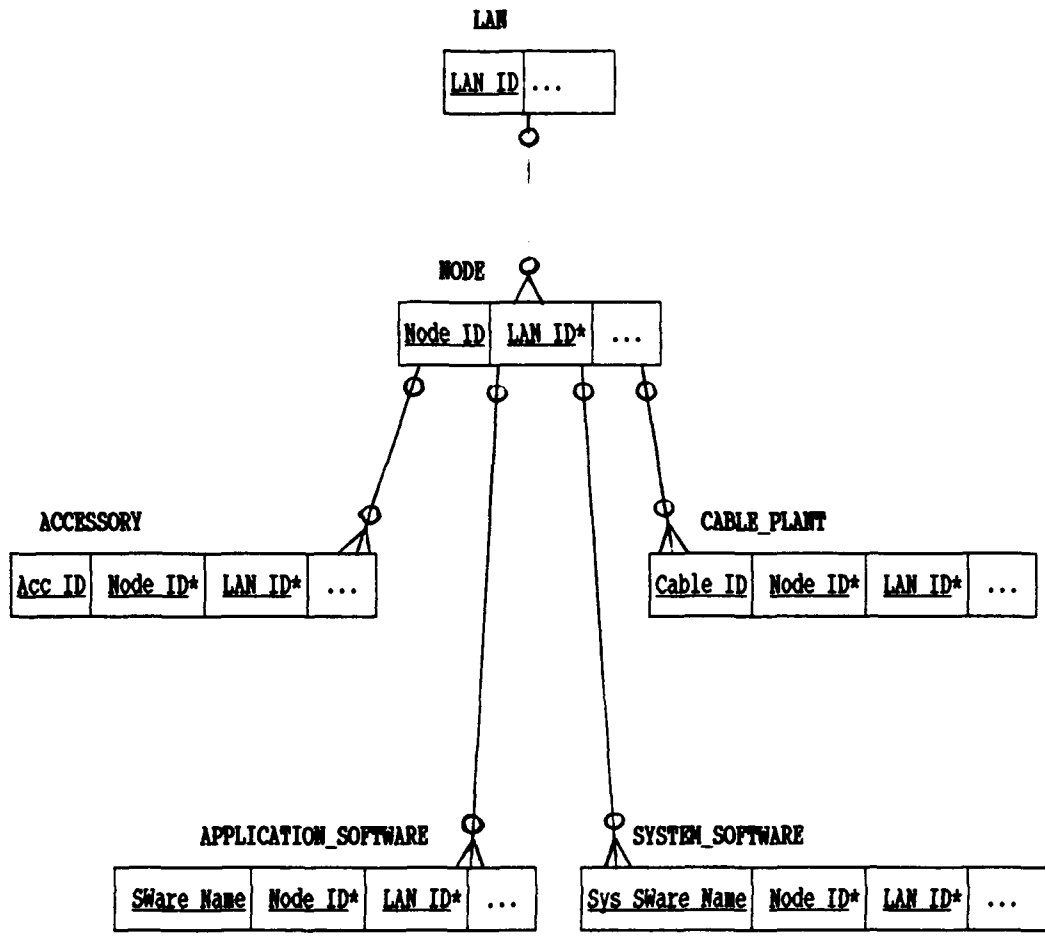 LAN
LAN ID ...
NODE
Node ID LAN ID* ...
ACCESSORY
Acc ID Node ID* LAN ID* ...
CABLE_PLANT
Cable ID Node ID* LAN ID* ...
APPLICATION_SOFTWARE
SWare Name Node ID* LAN ID* ...
SYSTEM_SOFTWARE
Sys SWare Name Node ID* LAN ID* ...